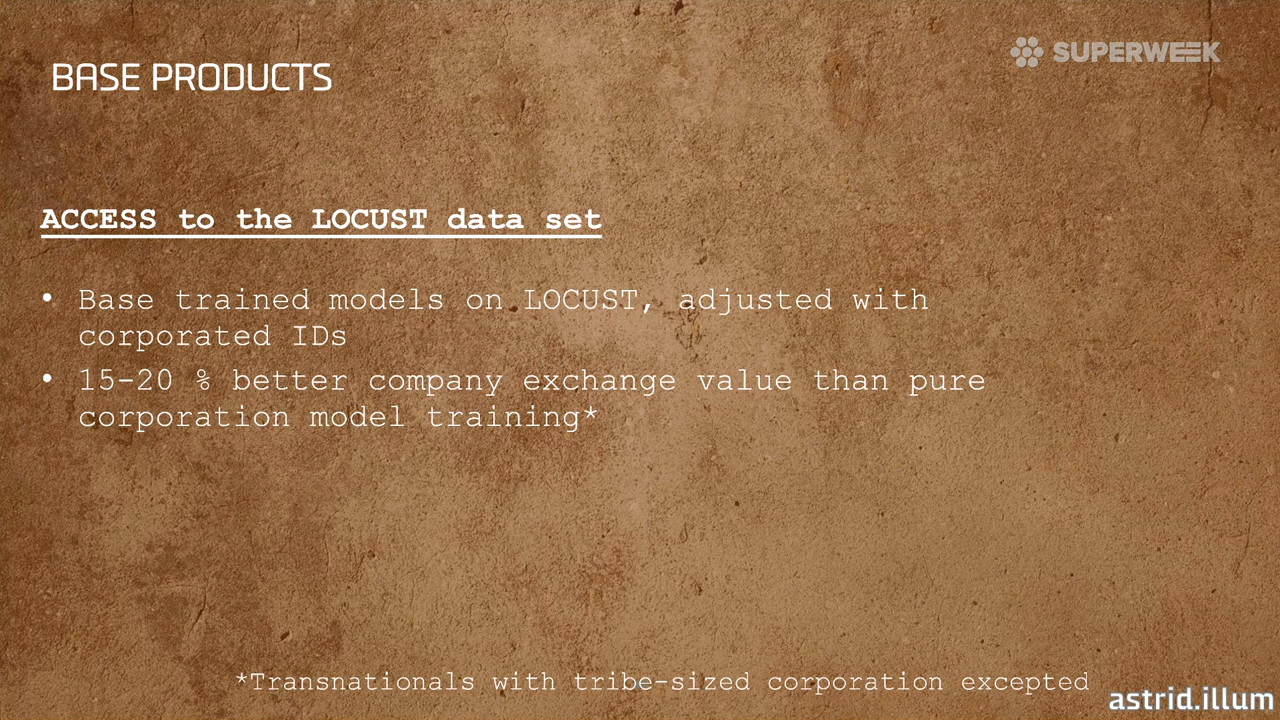 BASE PRODUCTS
SUPERWEEK
ACCESS to the LOCUST data set
• Base trained models on LOCUST, adjusted with
corporated IDs
• 15-20 % better company exchange value than pure
corporation model training*
*Transnationals with tribe-sized corporation excepted
astrid.illum